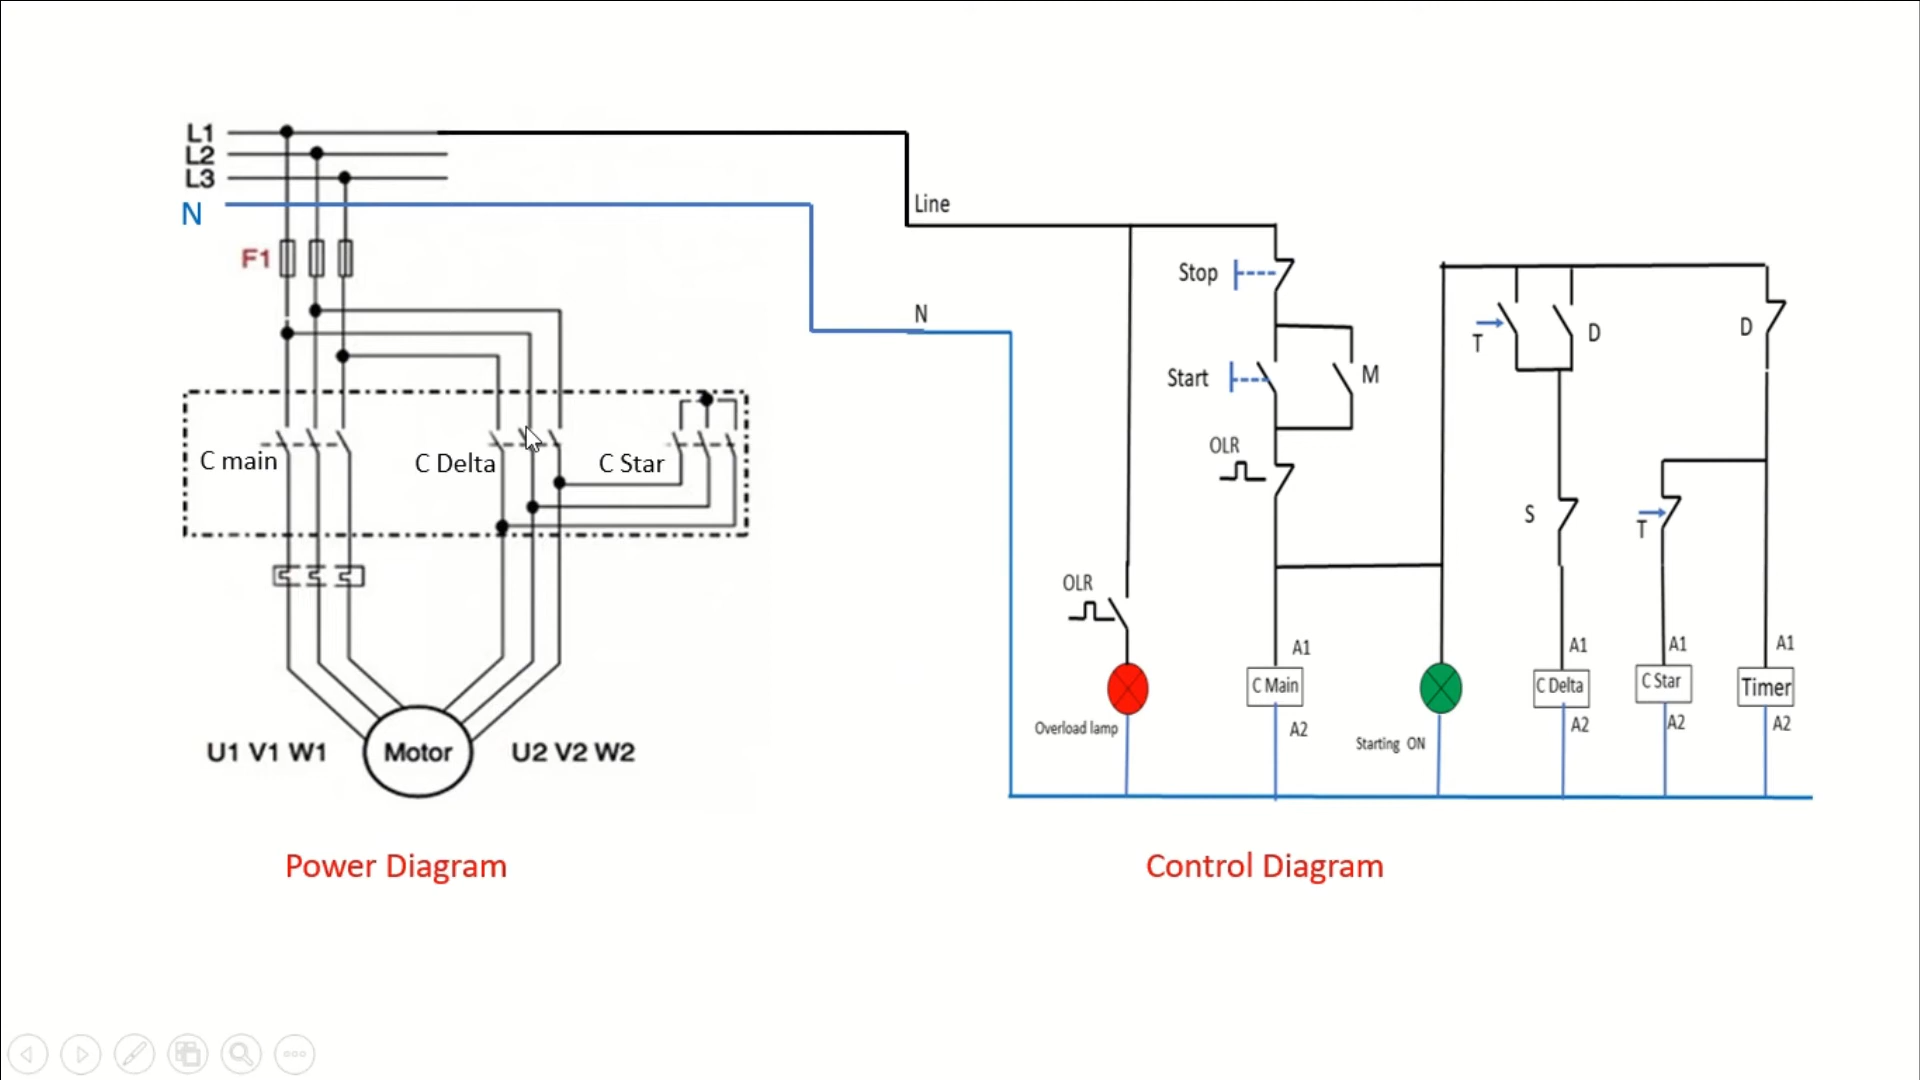 L1
L2
L3
N
F1
C main
C Delta
C Star
U1 V1 W1
Motor
U2 V2 W2
Power Diagram
Line
N
Stop
Start
M
OLR
OLR
Overload lamp
A1
C Main
A2
Starting ON
T
D
D
S
T
A1
C Delta
A2
A1
C Star
A2
A1
Timer
A2
Control Diagram